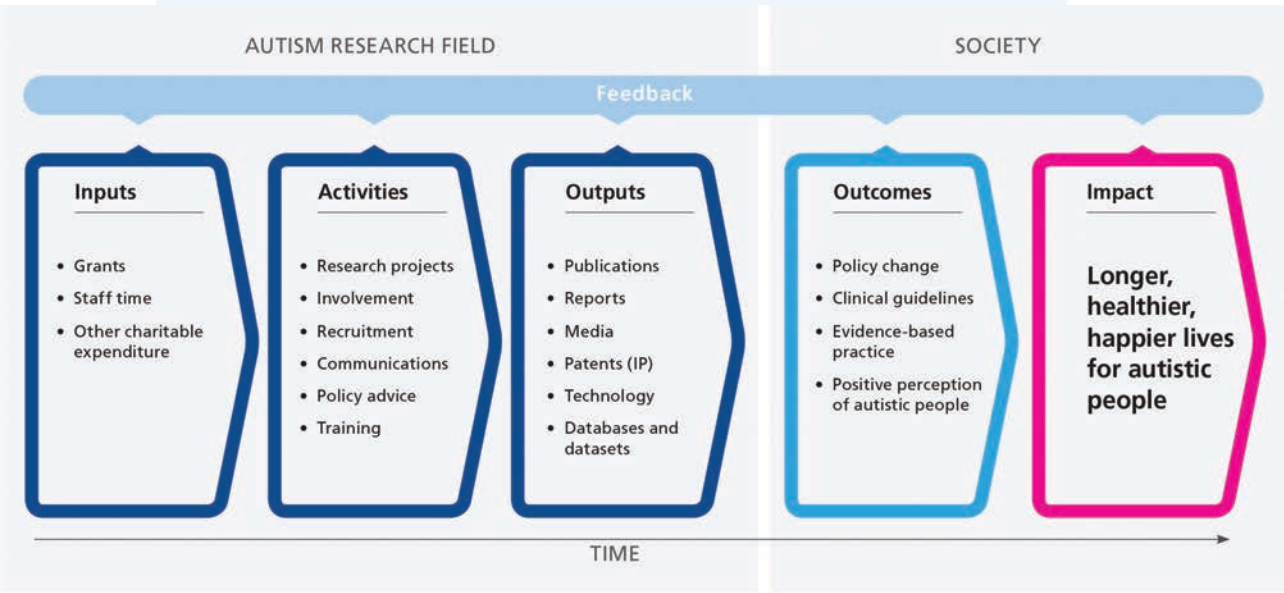 AUTISM RESEARCH FIELD
SOCIETY
Feedback
Inputs
• Grants
• Staff time
• Other charitable
expenditure
Activities
• Research projects
• Involvement
• Recruitment
• Communications
• Policy advice
• Training
Outputs
• Publications
• Reports
• Media
• Patents (IP)
• Technology
• Databases and
datasets
Outcomes
• Policy change
• Clinical guidelines
• Evidence-based
practice
• Positive perception
of autistic people
Impact
Longer,
healthier,
happier lives
for autistic
people
TIME